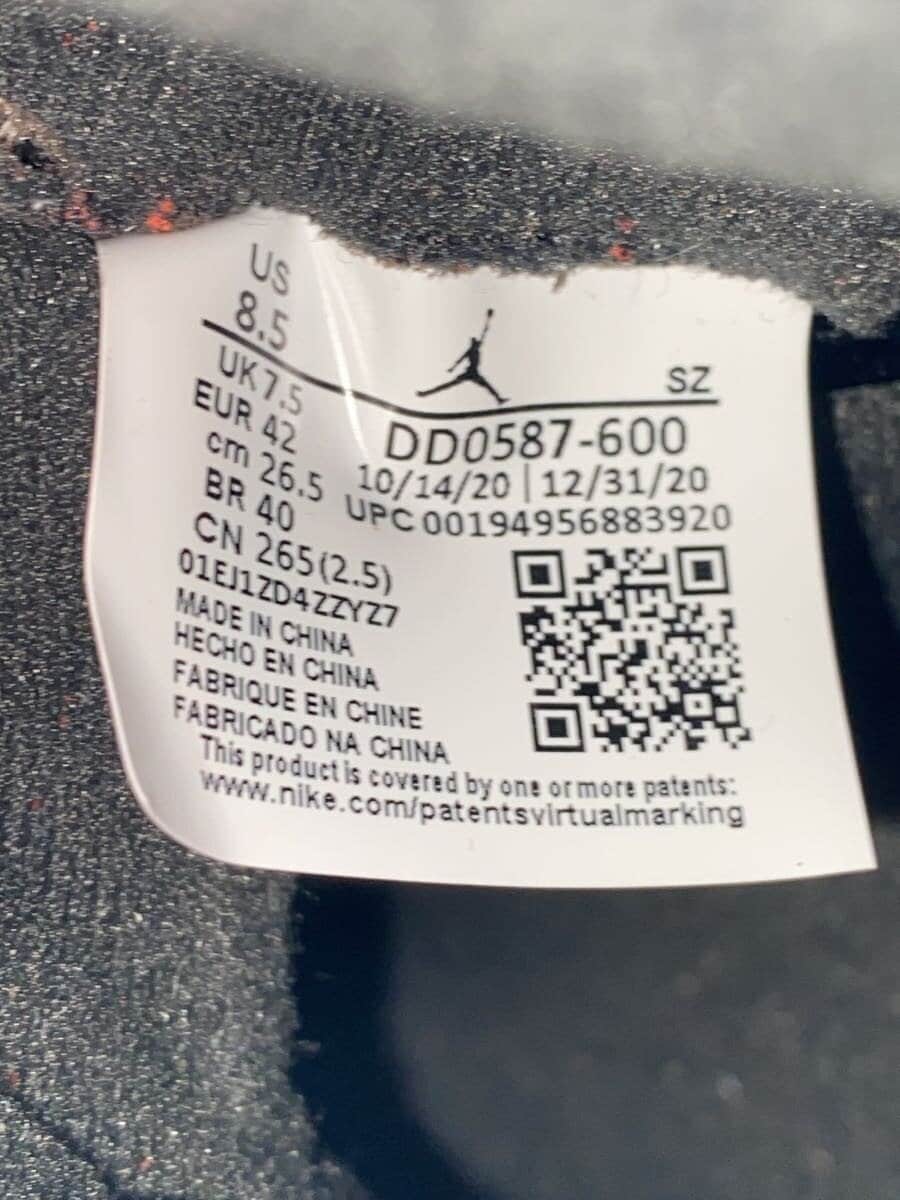 US
8.5
UK 7.5
EUR 42
cm 26.5
BR 40
CN 265(2.5)
01EJ1ZD4ZZYZ7
MADE IN CHINA
HECHO EN CHINA
FABRIQUE EN CHINE
FABRICADO NA CHINA
SZ
DD0587-600
10/14/20 | 12/31/20
UPC 00194956883920
This product is covered by one or more patents:
www.nike.com/patentsvirtualmarking